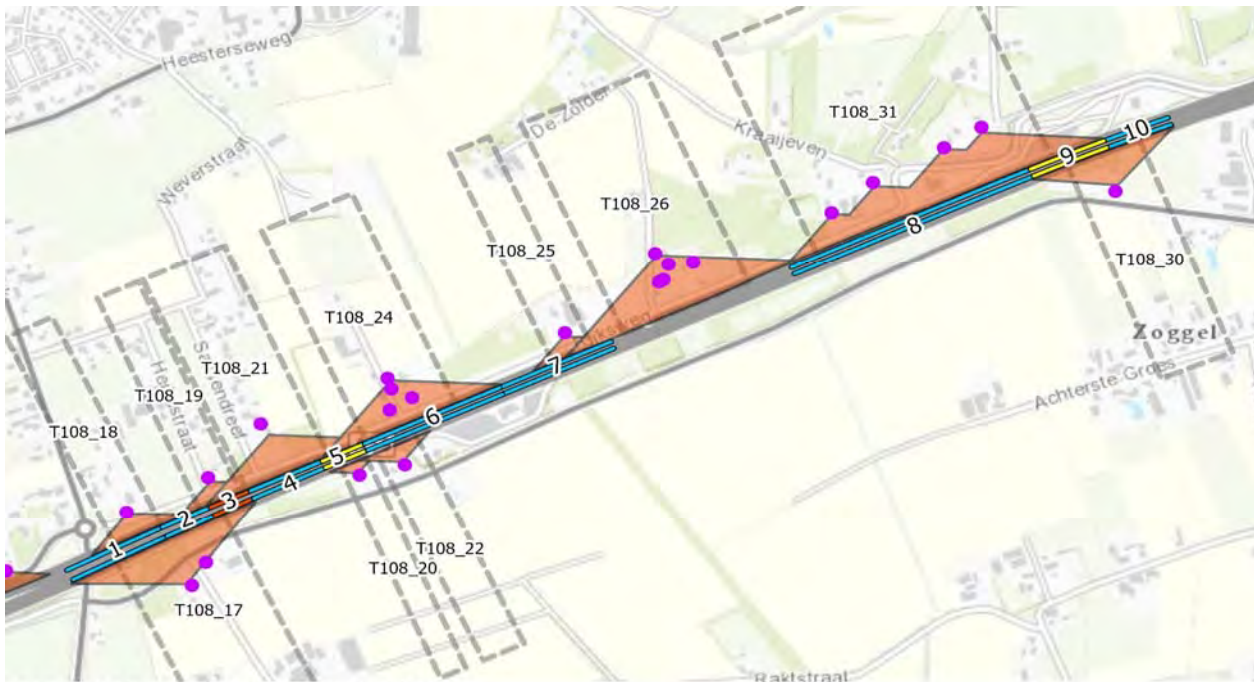 Heesterseweg
De Zolder
T108_31
Kraaijeven
10
9
Weverstraat
T108_26
8
T108_25
T108_30
T108_24
Zoggel
T108_21
7
Achterste Groes
T108_19
6
T108_18
5
4
3
2
1
T108_22
T108_20
T108_17
Raktstraat